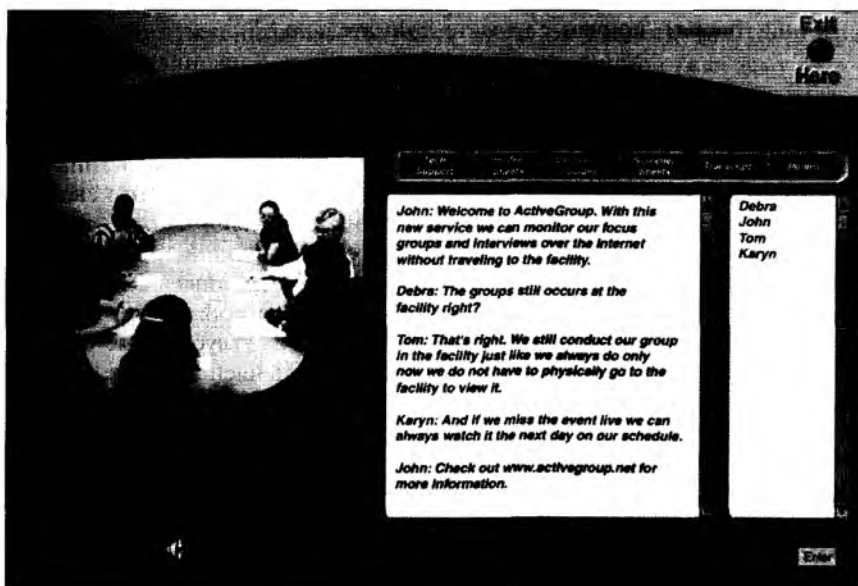 Exit
Here
Tech
Support
Transcript
John: Welcome to ActiveGroup. With this
new service we can monitor our focus
groups and interviews over the internet
without traveling to the facility.
Debra: The groups still occurs at the
facility right?
Tom: That's right. We still conduct our group
in the facility just like we always do only
now we do not have to physically go to the
facility to view it.
Karyn: And if we miss the event live we can
always watch it the next day on our schedule.
John: Check out www.activegroup.net for
more information.
Debra
John
Tom
Karyn
Enter